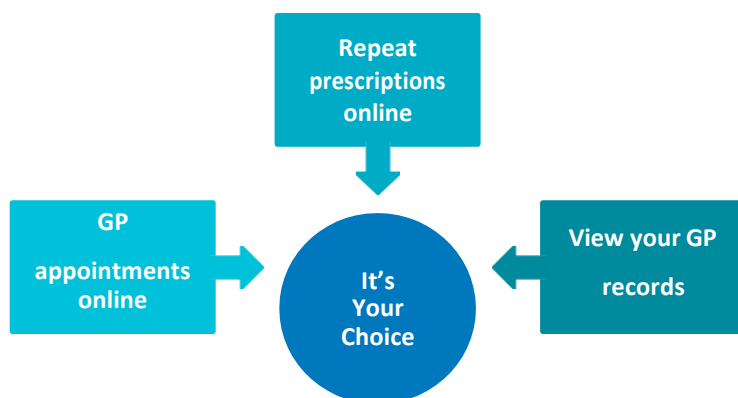 Repeat
prescriptions
online
GP
appointments
online
It’s
Your
Choice
View your GP
records